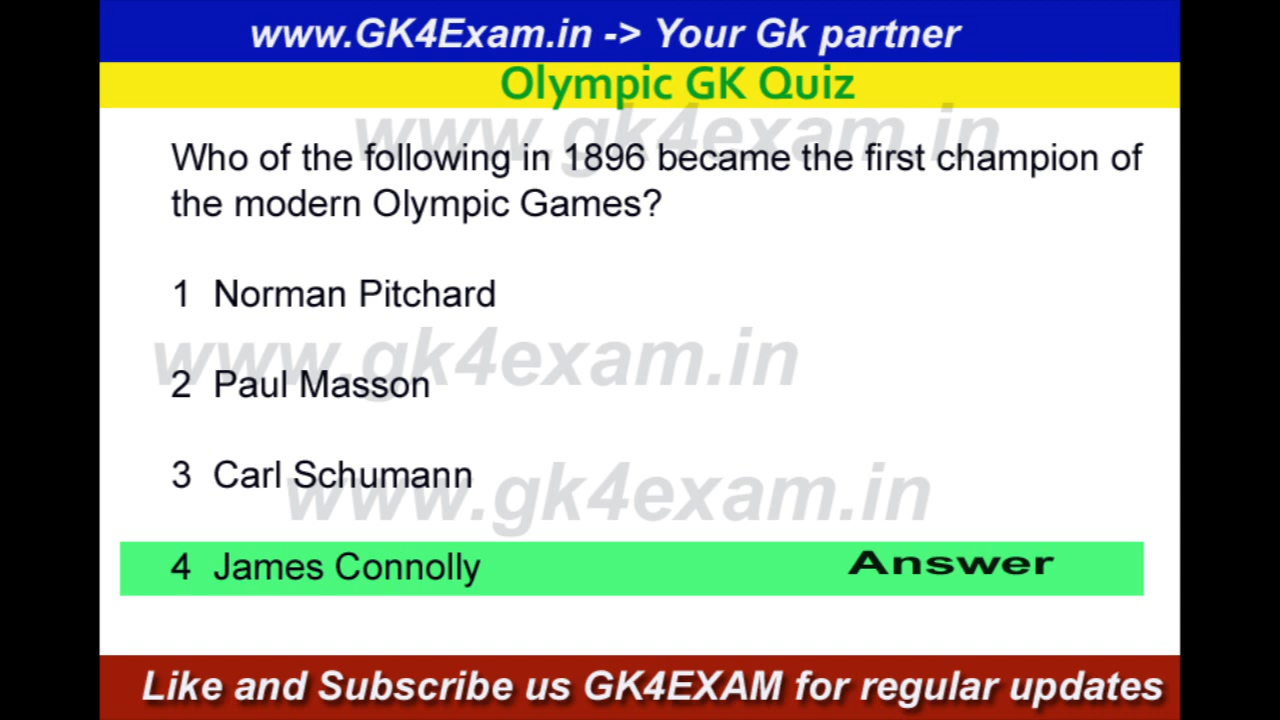 www.GK4Exam.in -> Your Gk partner
Olympic GK Quiz
www.gk4exam.in
Who of the following in 1896 became the first champion of
the modern Olympic Games?
1 Norman Pitchard
www.gk4exam.in
2 Paul Masson
3 Carl Schumann
www.gk4exam.in
4 James Connolly Answer
Like and Subscribe us GK4EXAM for regular updates